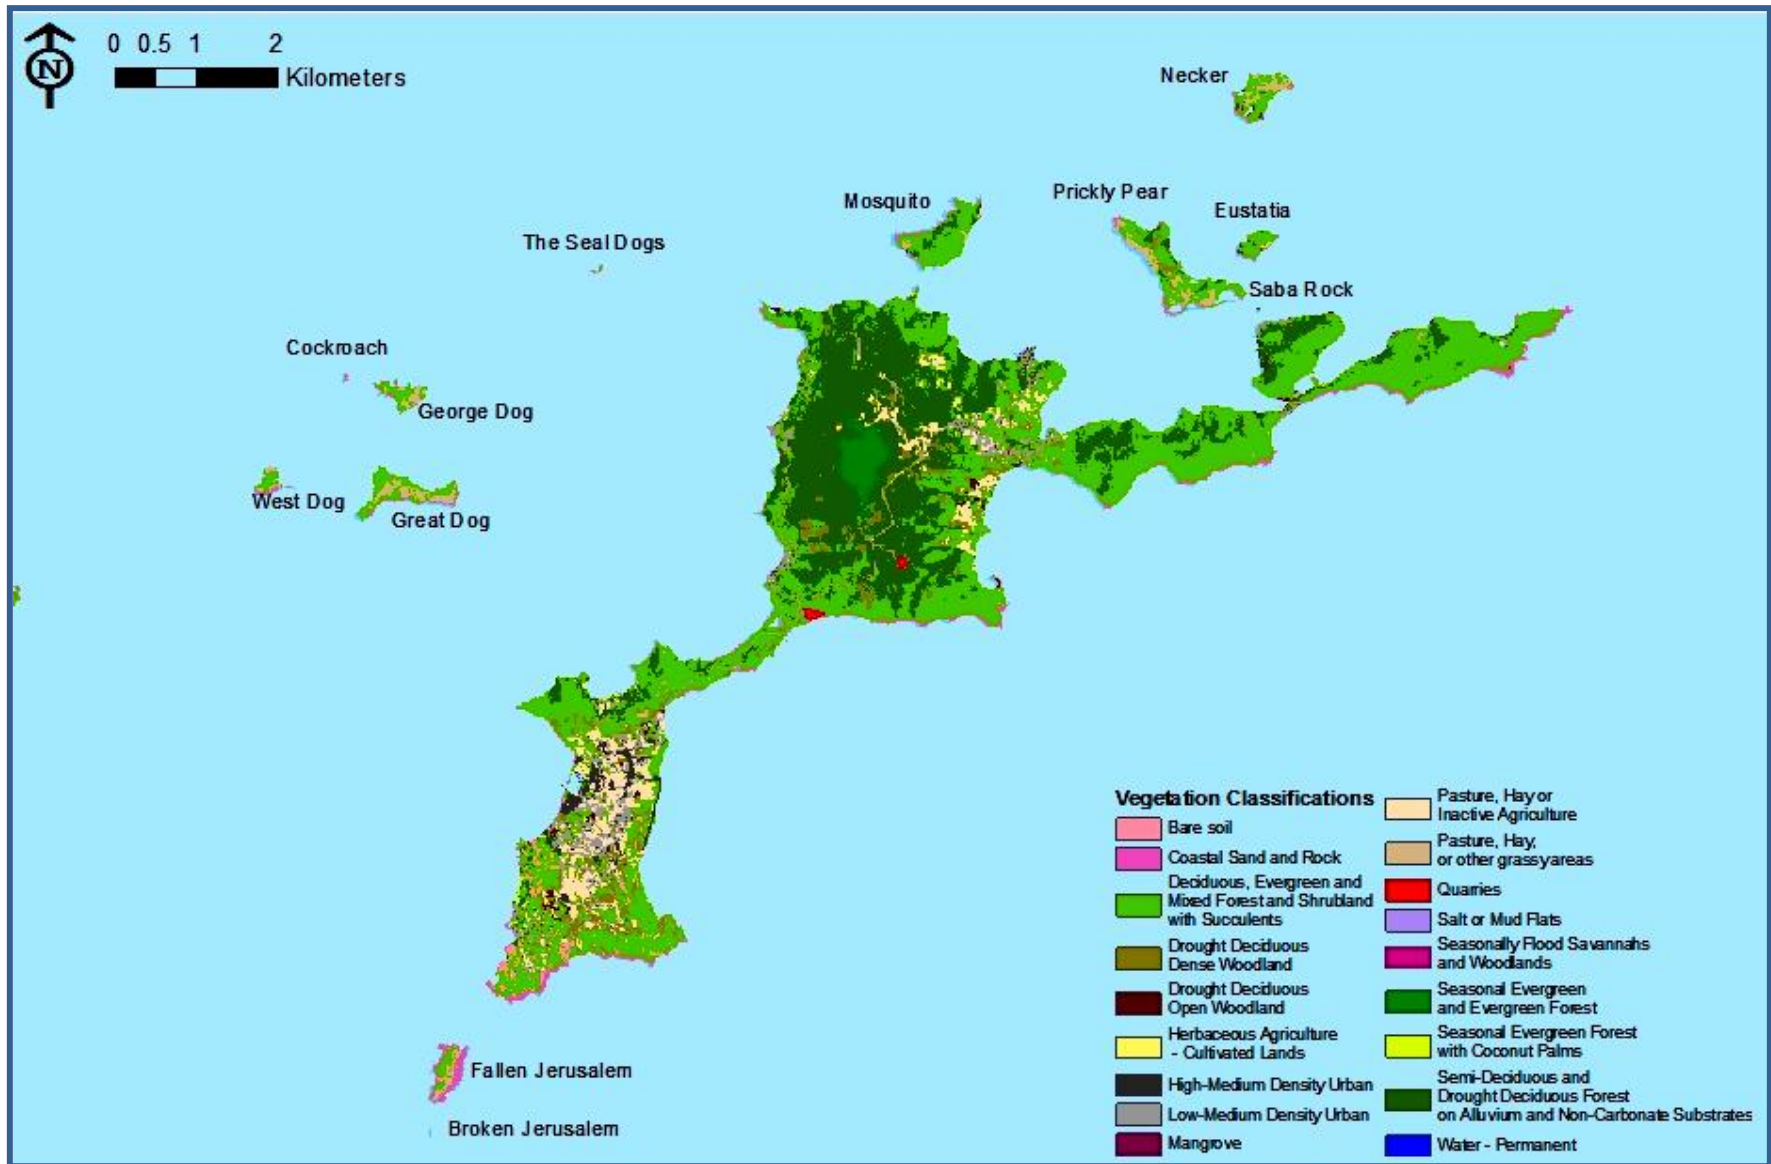 N
0 0.5 1 2
Kilometers
Necker
Prickly Pear
Mosquito
Eustatia
The Seal Dogs
Saba Rock
Cockroach
George Dog
West Dog
Great Dog
Fallen Jerusalem
Broken Jerusalem
Vegetation Classifications
Bare soil
Coastal Sand and Rock
Deciduous, Evergreen and
Mixed Forest and Shrubland
with Succulents
Drought Deciduous
Dense Woodland
Drought Deciduous
Open Woodland
Herbaceous Agriculture
- Cultivated Lands
High-Medium Density Urban
Low-Medium Density Urban
Mangrove
Pasture, Hay or
Inactive Agriculture
Pasture, Hay,
or other grassy areas
Quarries
Salt or Mud Flats
Seasonally Flood Savannahs
and Woodlands
Seasonal Evergreen
and Evergreen Forest
Seasonal Evergreen Forest
with Coconut Palms
Semi-Deciduous and
Drought Deciduous Forest
on Alluvium and Non-Carbonate Substrates
Water - Permanent